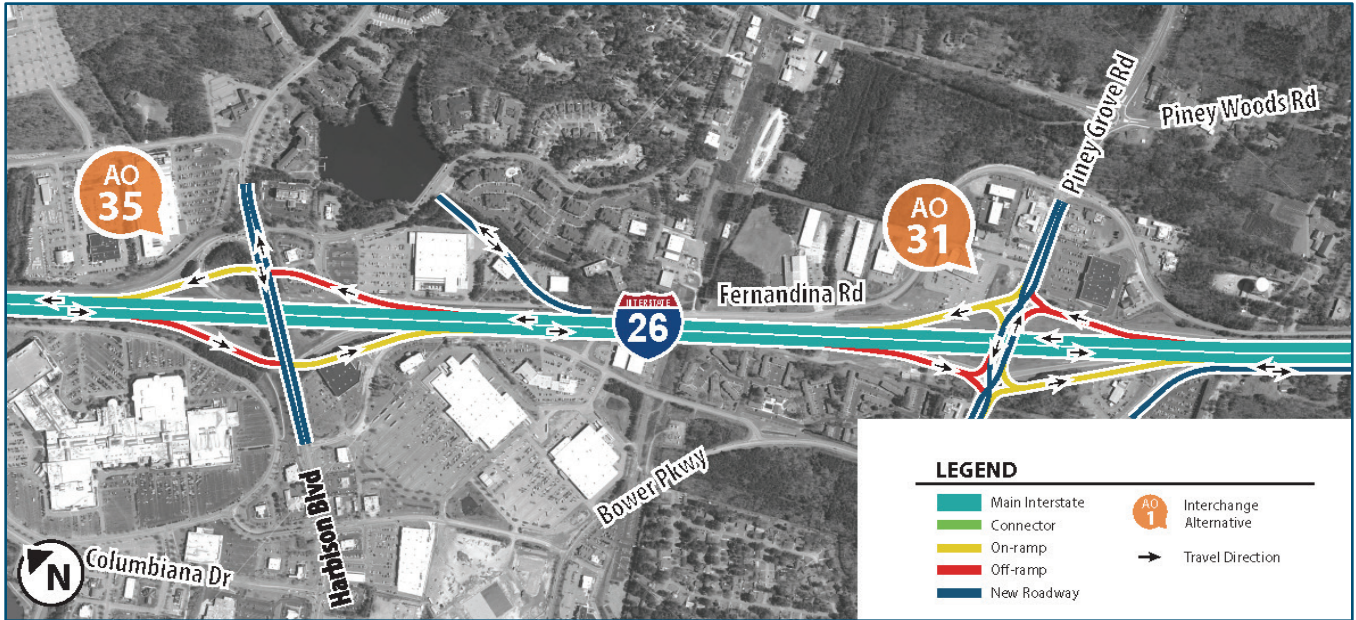 AO
35
AO
31
Piney Grove Rd
Piney Woods Rd
Fernandina Rd
INTERSTATE
26
Harbison Blvd
Bower Pkwy
Columbiana Dr
N
LEGEND
Main Interstate
Connector
On-ramp
Off-ramp
New Roadway
AO
1
Interchange
Alternative
Travel Direction